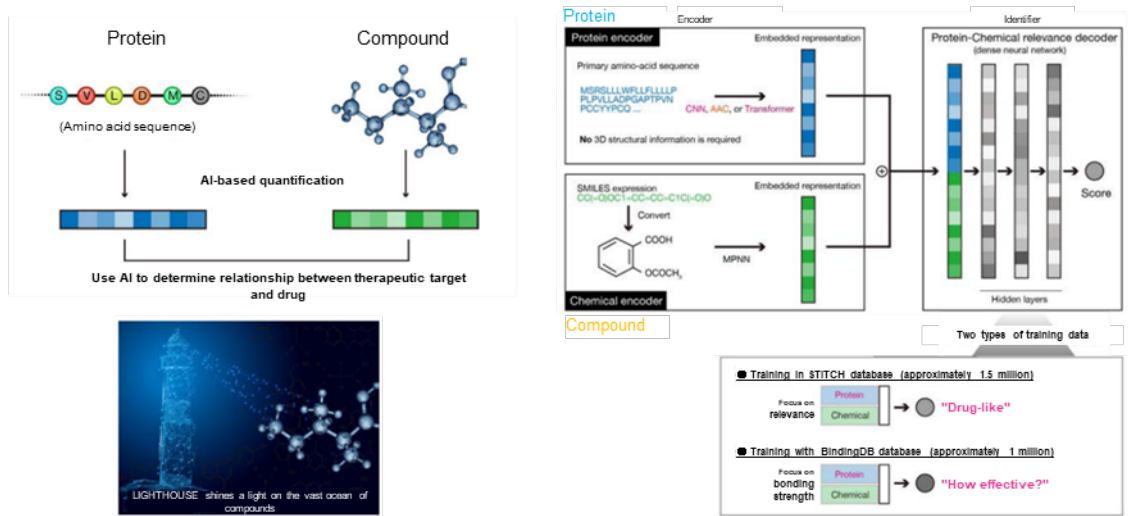 Protein
Compound
S V L D M C
(Amino acid sequence)
AI-based quantification
Use AI to determine relationship between therapeutic target
and drug
LIGHTHOUSE shines a light on the vast ocean of
compounds
Protein
Encoder
Identifier
Protein encoder
Embedded representation
Primary amino-acid sequence
MSRSLLLWFLLFLLLLP
PLPVLLADPGAPTPVN
PCCYYPCQ ...
CNN, AAC, or Transformer
No 3D structural information is required
SMILES expression
CC(=O)OC1=CC=CC=C1C(=O)O
Embedded representation
Convert
COOH
OCOCH3
MPNN
Chemical encoder
Compound
Protein-Chemical relevance decoder
(dense neural network)
Score
Hidden layers
Two types of training data
Training in STITCH database (approximately 1.5 million)
Focus on
relevance
Protein
Chemical
"Drug-like"
Training with BindingDB database (approximately 1 million)
Focus on
bonding
strength
Protein
Chemical
"How effective?"